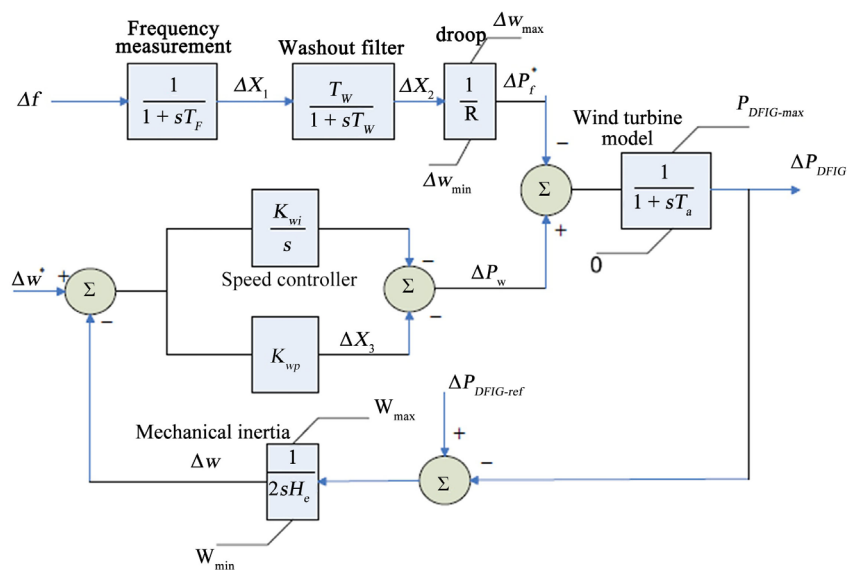 Frequency
measurement
Washout filter
droop
Δw_max
Δf
1
1 + sT_F
ΔX_1
T_W
1 + sT_W
ΔX_2
1
R
ΔP_f^*
Δw_min
−
Σ
+
Wind turbine
model
P_DFIG-max
1
1 + sT_a
0
ΔP_DFIG
K_wi
s
Speed controller
Δw^*
+
Σ
−
−
Σ
−
ΔP_w
K_wp
ΔX_3
ΔP_DFIG-ref
+
Σ
−
W_max
Mechanical inertia
Δw
1
2sH_e
W_min